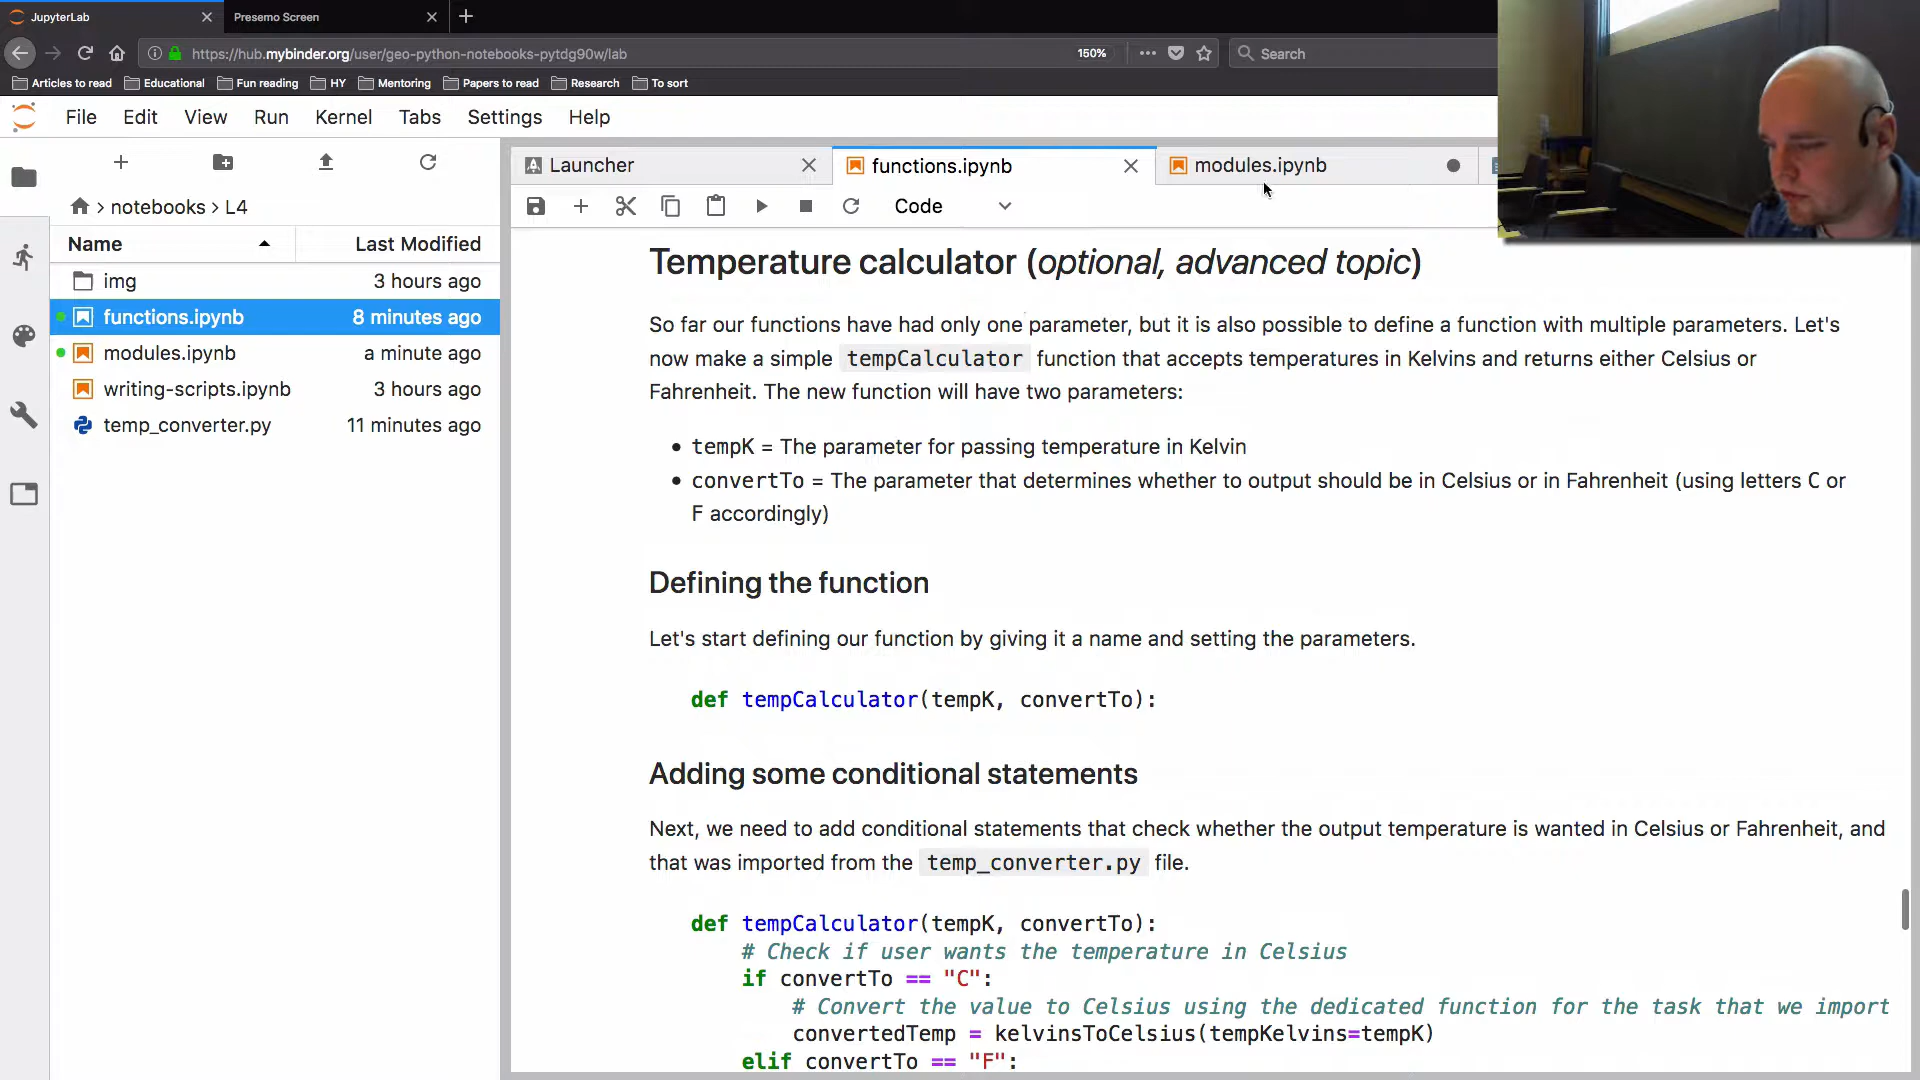 JupyterLab
Presemo Screen
https://hub.mybinder.org/user/geo-python-notebooks-pytdg90w/lab
150%
Search
Articles to read
Educational
Fun reading
HY
Mentoring
Papers to read
Research
To sort
File Edit View Run Kernel Tabs Settings Help
Launcher
functions.ipynb
modules.ipynb
Code
> notebooks > L4
Name Last Modified
img 3 hours ago
functions.ipynb 8 minutes ago
modules.ipynb a minute ago
writing-scripts.ipynb 3 hours ago
temp_converter.py 11 minutes ago
Temperature calculator (optional, advanced topic)
So far our functions have had only one parameter, but it is also possible to define a function with multiple parameters. Let's
now make a simple tempCalculator function that accepts temperatures in Kelvins and returns either Celsius or
Fahrenheit. The new function will have two parameters:
• tempK = The parameter for passing temperature in Kelvin
• convertTo = The parameter that determines whether to output should be in Celsius or in Fahrenheit (using letters C or
F accordingly)
Defining the function
Let's start defining our function by giving it a name and setting the parameters.
def tempCalculator(tempK, convertTo):
Adding some conditional statements
Next, we need to add conditional statements that check whether the output temperature is wanted in Celsius or Fahrenheit, and
that was imported from the temp_converter.py file.
def tempCalculator(tempK, convertTo):
# Check if user wants the temperature in Celsius
if convertTo == "C":
# Convert the value to Celsius using the dedicated function for the task that we import
convertedTemp = kelvinsToCelsius(tempKelvins=tempK)
elif convertTo == "F":